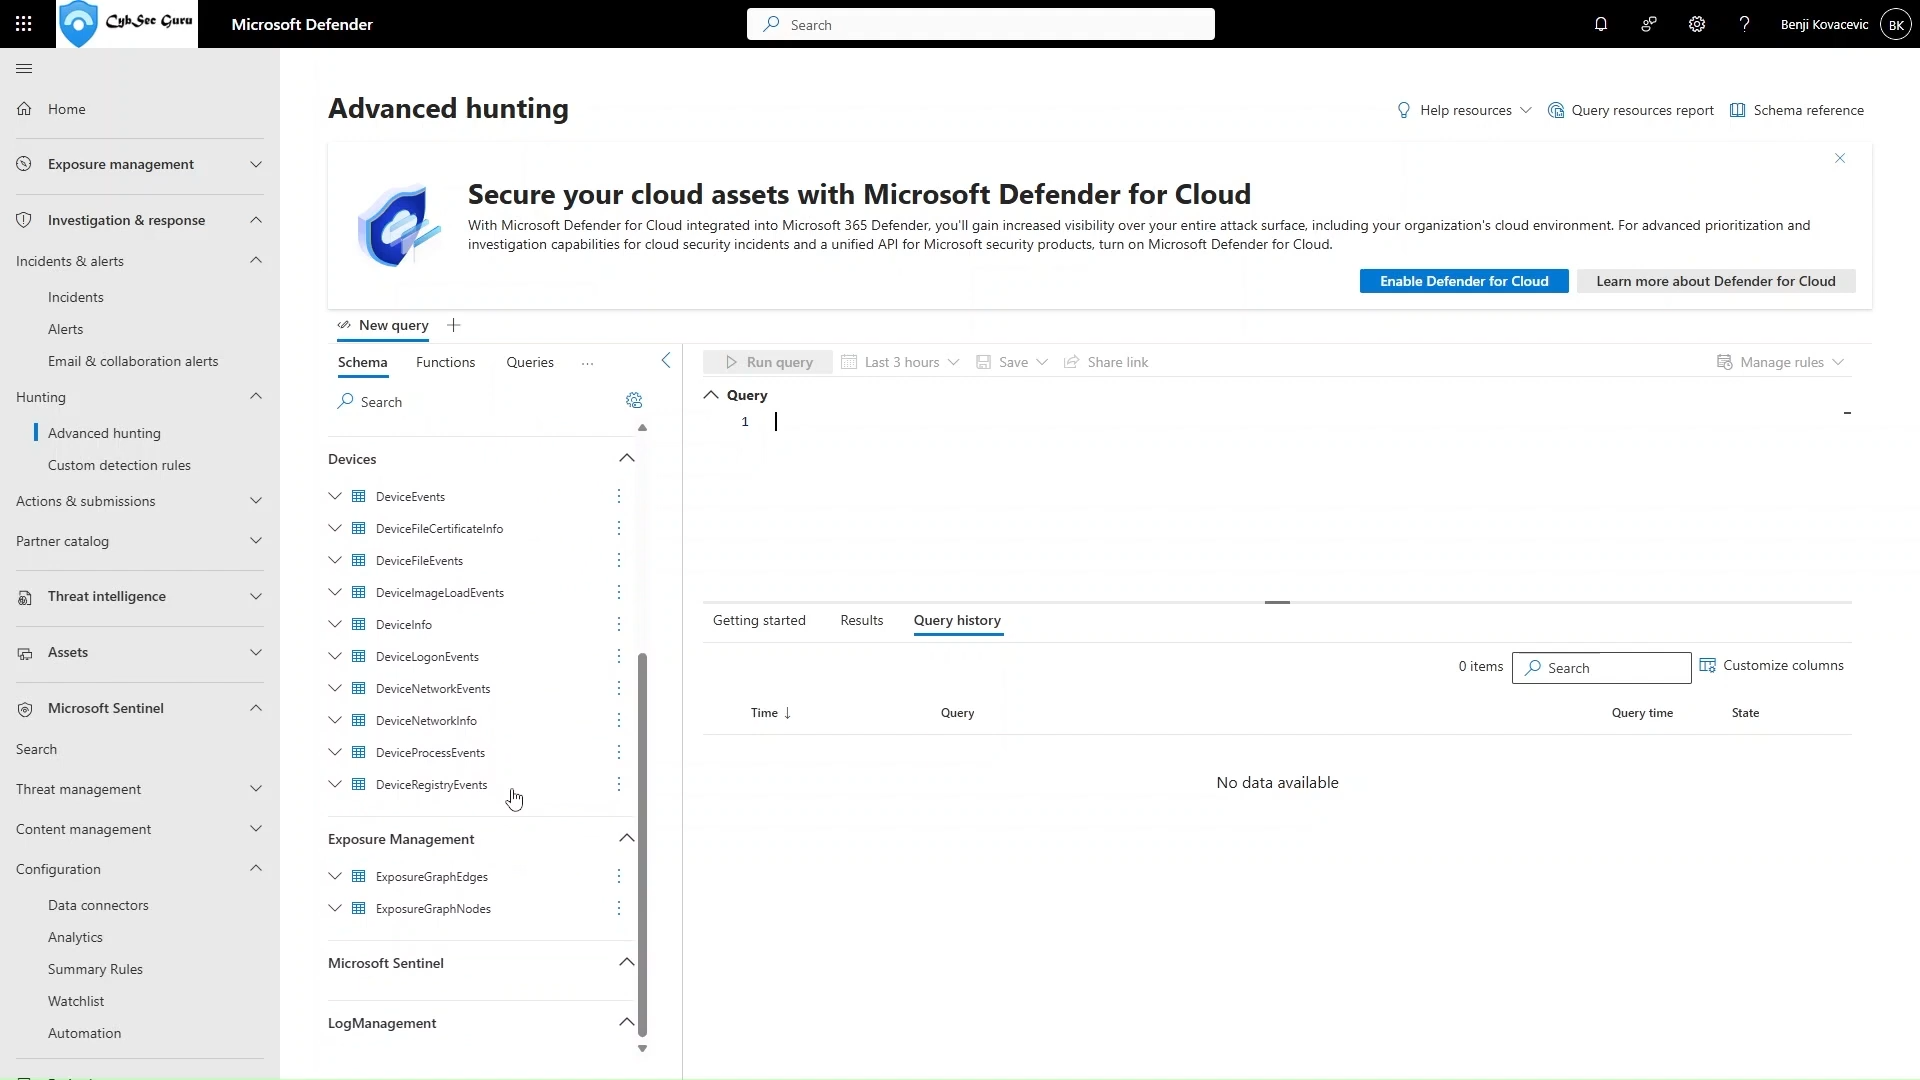 CybSec Guru
Microsoft Defender
Search
Benji Kovacevic
BK
Home
Exposure management
Investigation & response
Incidents & alerts
Incidents
Alerts
Email & collaboration alerts
Hunting
Advanced hunting
Custom detection rules
Actions & submissions
Partner catalog
Threat intelligence
Assets
Microsoft Sentinel
Search
Threat management
Content management
Configuration
Data connectors
Analytics
Summary Rules
Watchlist
Automation
Advanced hunting
Help resources
Query resources report
Schema reference
Secure your cloud assets with Microsoft Defender for Cloud
With Microsoft Defender for Cloud integrated into Microsoft 365 Defender, you'll gain increased visibility over your entire attack surface, including your organization's cloud environment. For advanced prioritization and
investigation capabilities for cloud security incidents and a unified API for Microsoft security products, turn on Microsoft Defender for Cloud.
Enable Defender for Cloud
Learn more about Defender for Cloud
New query
Schema
Functions
Queries
...
Search
Devices
DeviceEvents
DeviceFileCertificateInfo
DeviceFileEvents
DeviceImageLoadEvents
DeviceInfo
DeviceLogonEvents
DeviceNetworkEvents
DeviceNetworkInfo
DeviceProcessEvents
DeviceRegistryEvents
Exposure Management
ExposureGraphEdges
ExposureGraphNodes
Microsoft Sentinel
LogManagement
Run query
Last 3 hours
Save
Share link
Manage rules
Query
1
Getting started
Results
Query history
0 items
Search
Customize columns
Time ↓
Query
Query time
State
No data available